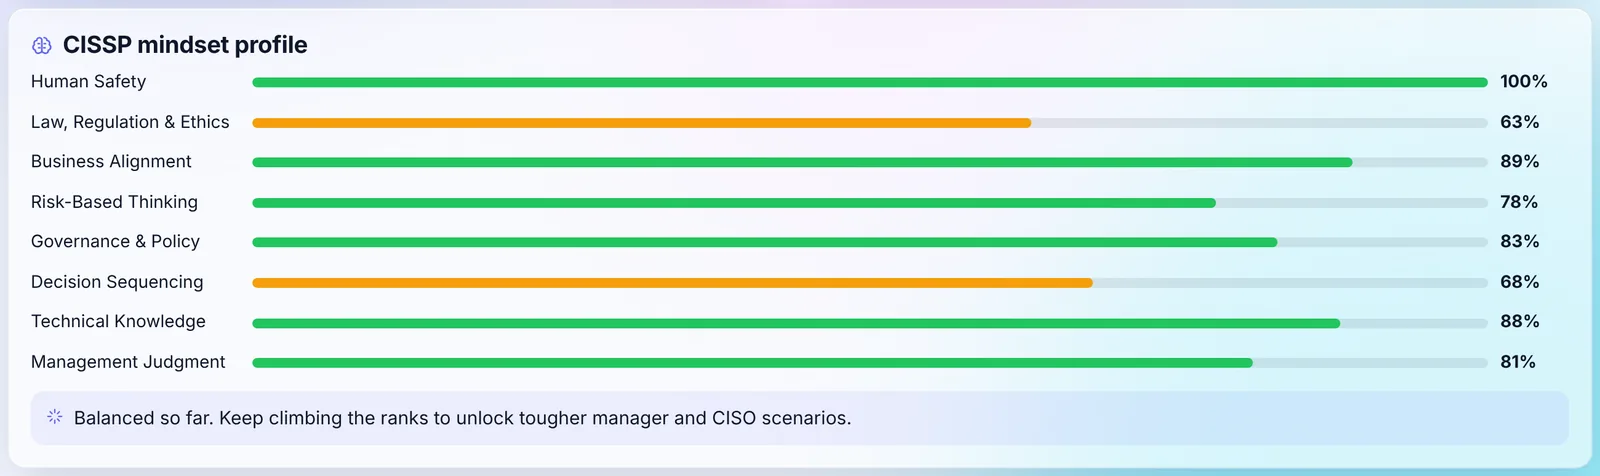 CISSP mindset profile
Human Safety 100%
Law, Regulation & Ethics 63%
Business Alignment 89%
Risk-Based Thinking 78%
Governance & Policy 83%
Decision Sequencing 68%
Technical Knowledge 88%
Management Judgment 81%
Balanced so far. Keep climbing the ranks to unlock tougher manager and CISO scenarios.